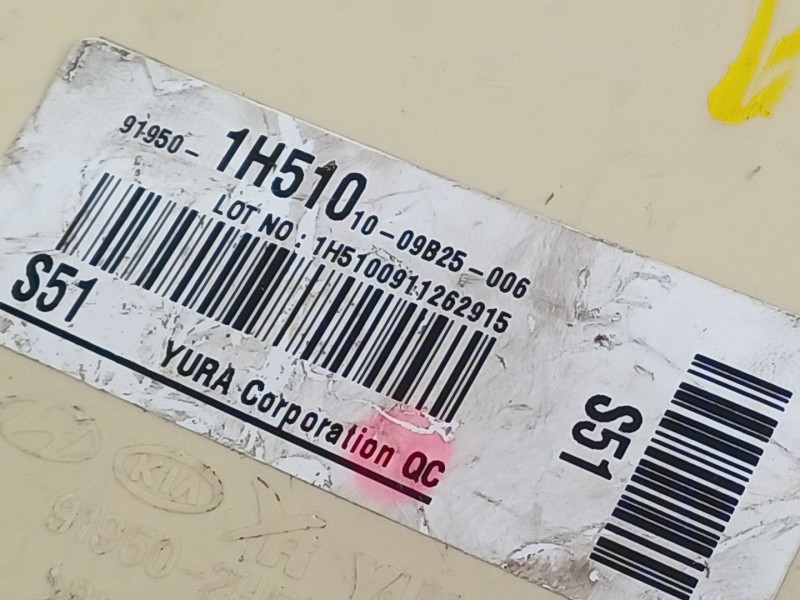 91950- 1H510
10-09B25-006
LOT NO : 1H5100911262915
S51
YURA Corporation QC
S51
KIA